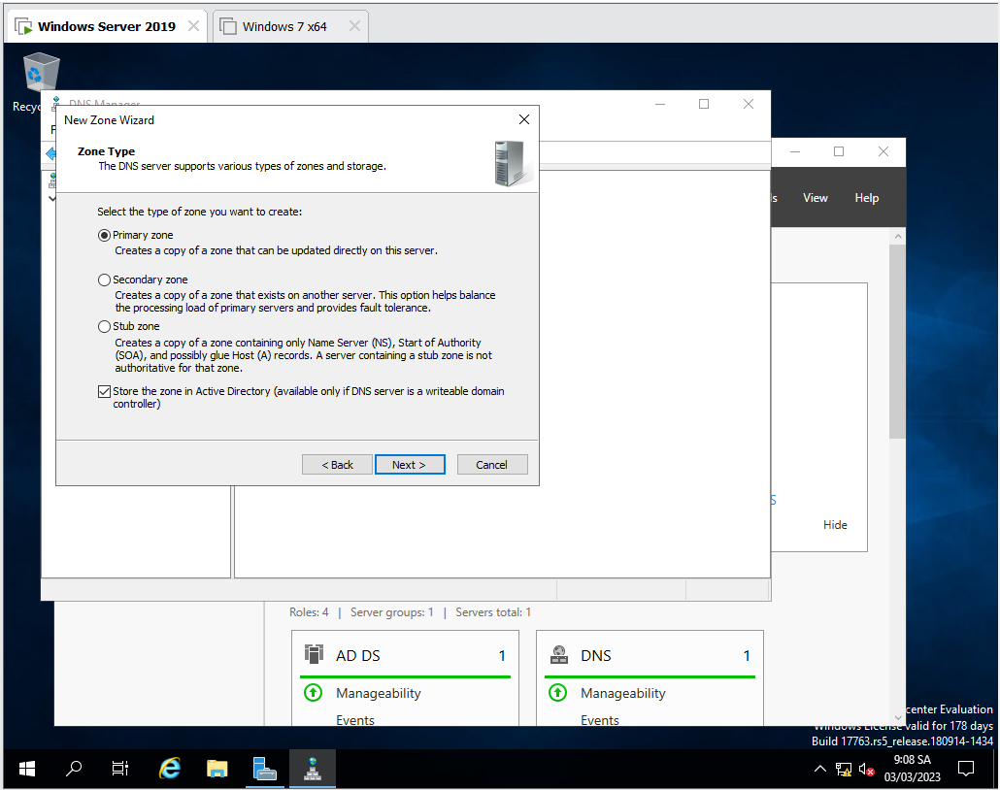 Windows Server 2019
Windows 7 x64
DNS Manager
New Zone Wizard
Zone Type
The DNS server supports various types of zones and storage.
View
Help
Select the type of zone you want to create:
Primary zone
Creates a copy of a zone that can be updated directly on this server.
Secondary zone
Creates a copy of a zone that exists on another server. This option helps balance
the processing load of primary servers and provides fault tolerance.
Stub zone
Creates a copy of a zone containing only Name Server (NS), Start of Authority
(SOA), and possibly glue Host (A) records. A server containing a stub zone is not
authoritative for that zone.
Store the zone in Active Directory (available only if DNS server is a writeable domain
controller)
< Back
Next >
Cancel
Hide
Roles: 4 | Server groups: 1 | Servers total: 1
AD DS 1
Manageability
Events
DNS 1
Manageability
Events
center Evaluation
Windows License valid for 178 days
Build 17763.rs5_release.180914-1434
9:08 SA
03/03/2023